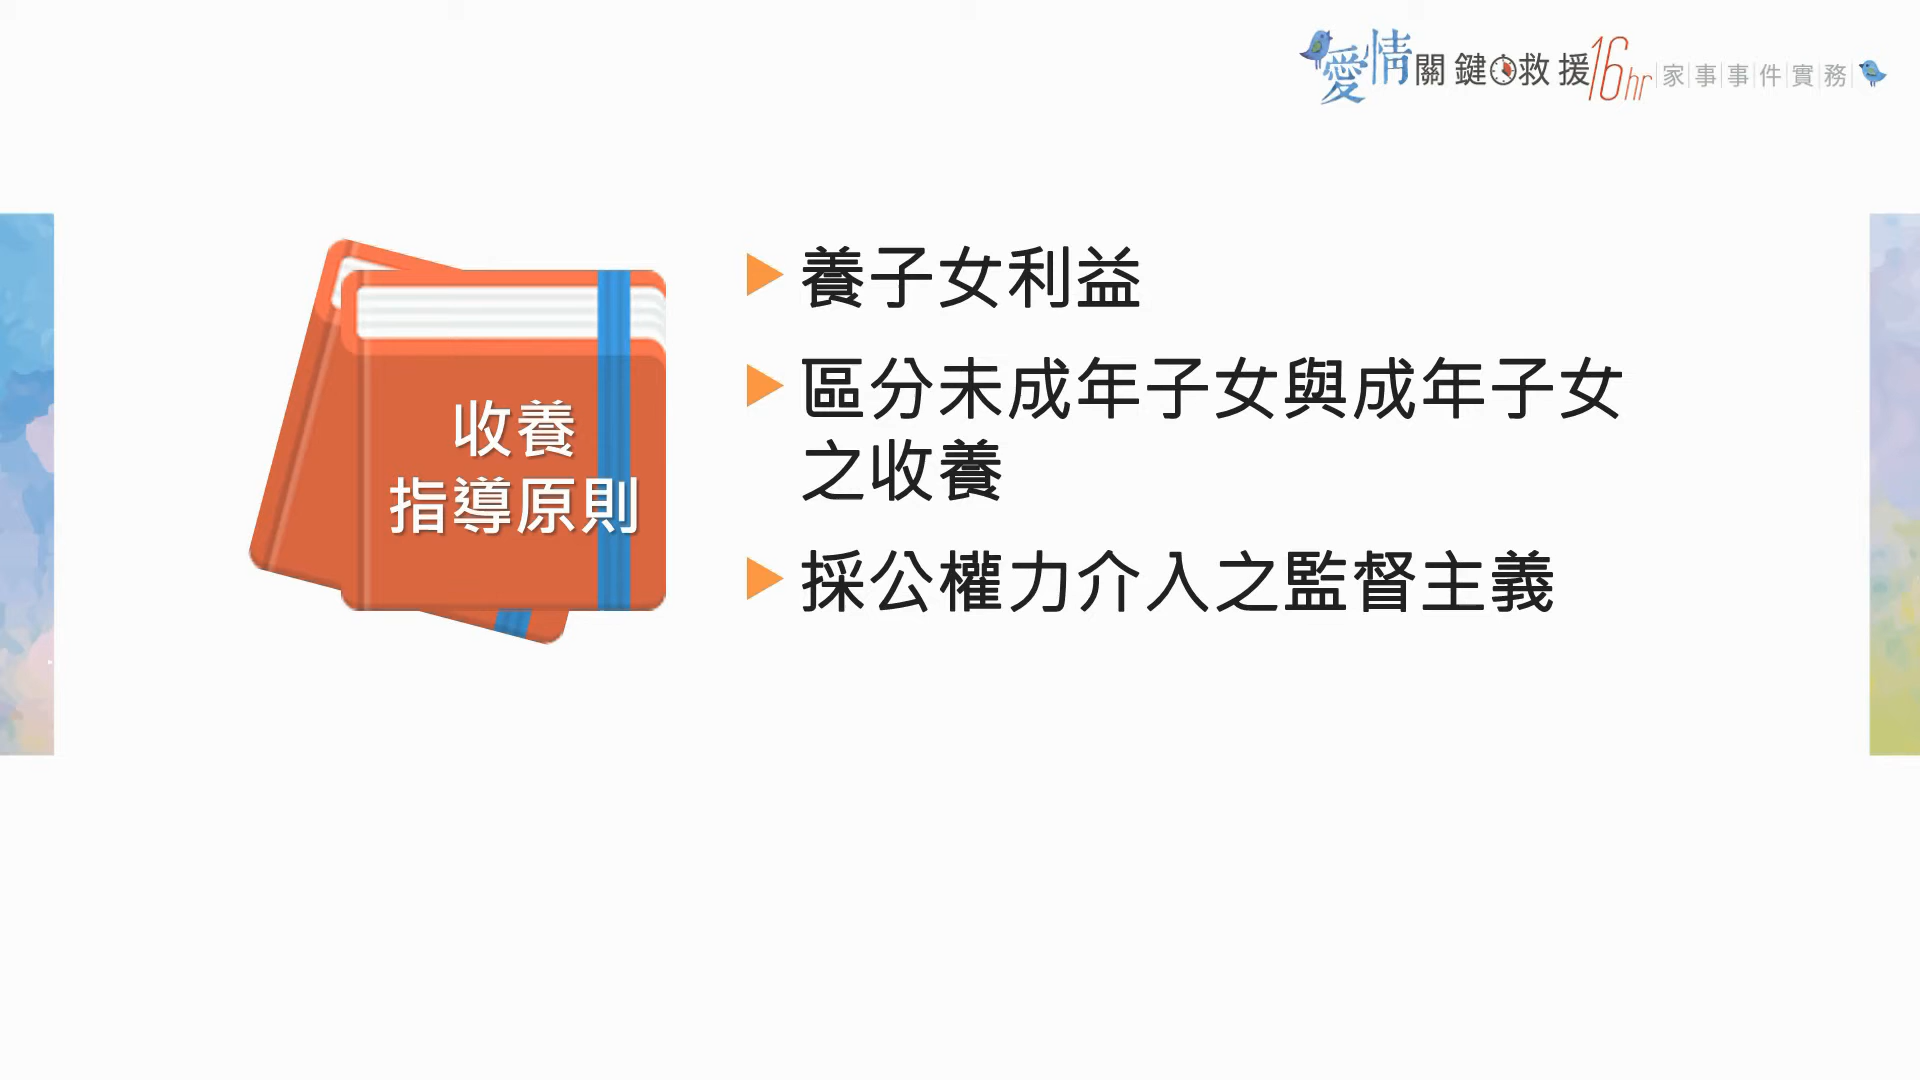 愛情關鍵救援16hr家事事件實務
收養
指導原則
養子女利益
區分未成年子女與成年子女
之收養
採公權力介入之監督主義